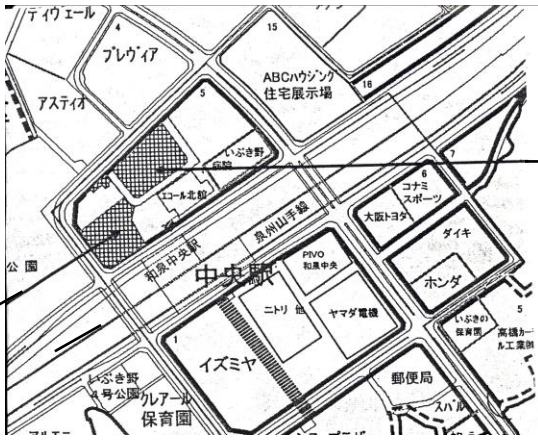 ティヴェール
4
プレヴィア
アスティオ
15
ABCハウジング
住宅展示場
16
5
いぶき野
病院
エコール北館
7
6
コナミ
スポーツ
大阪トヨタ
ダイキ
ホンダ
泉州山手線
和泉中央駅
中央駅
PIVO
和泉中央
ニトリ 他
ヤマダ電機
公園
1
イズミヤ
いぶきの
保育園
5
高橋カー
ル工業㈱
いぶき野
4号公園
クレアール
保育園
郵便局
スバル